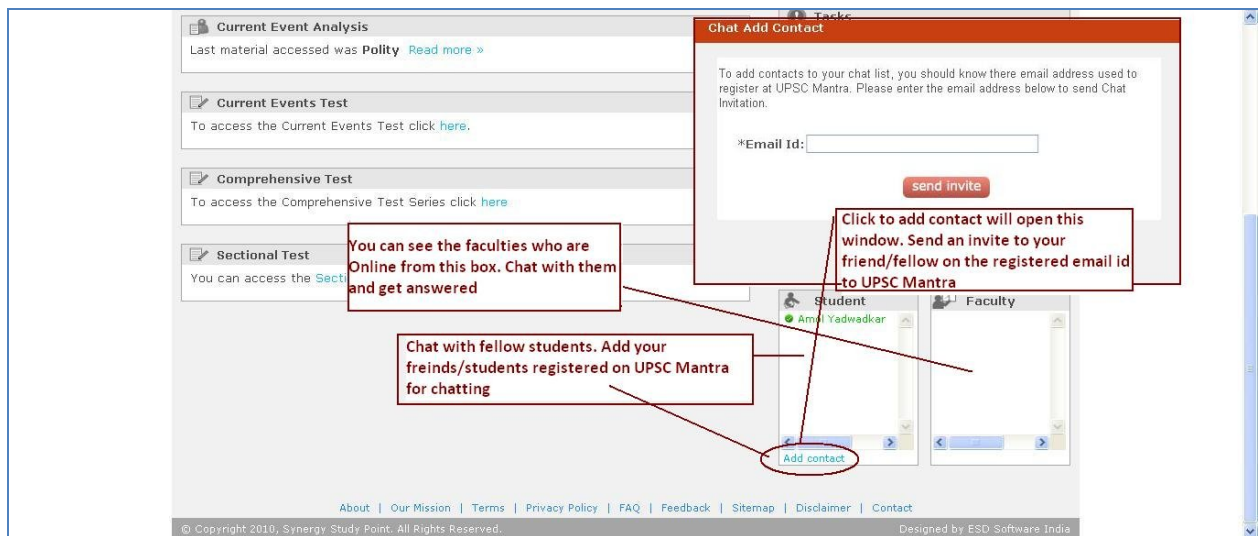 Current Event Analysis
Last material accessed was Polity Read more »
Current Events Test
To access the Current Events Test click here.
Comprehensive Test
To access the Comprehensive Test Series click here
Sectional Test
You can access the
You can see the faculties who are
Online from this box. Chat with them
and get answered
Tasks
Chat Add Contact
To add contacts to your chat list, you should know there email address used to
register at UPSC Mantra. Please enter the email address below to send Chat
Invitation.
*Email Id:
send invite
Click to add contact will open this
window. Send an invite to your
friend/fellow on the registered email id
to UPSC Mantra
Chat with fellow students. Add your
freinds/students registered on UPSC Mantra
for chatting
Student
Amol Yadwadkar
Add contact
Faculty
About | Our Mission | Terms | Privacy Policy | FAQ | Feedback | Sitemap | Disclaimer | Contact
© Copyright 2010, Synergy Study Point. All Rights Reserved.
Designed by ESD Software India